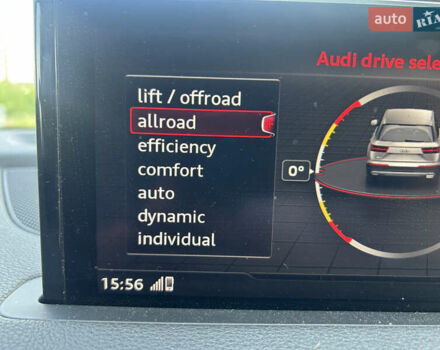 auto RIA
Audi drive sele
lift / offroad
allroad
efficiency
comfort
auto
dynamic
individual
0°
15:56